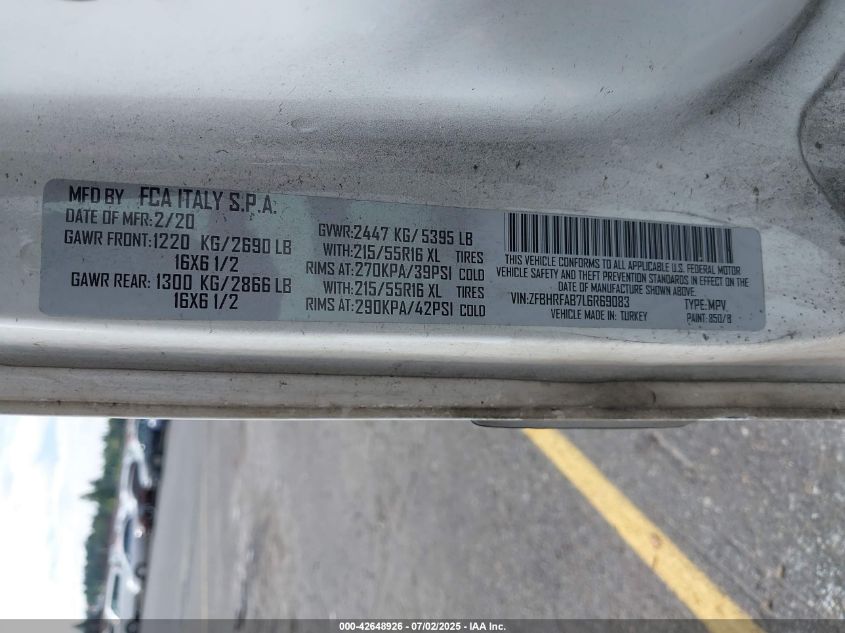 MFD BY FCA ITALY S.P.A.
DATE OF MFR:2/20
GAWR FRONT:1220 KG/2690 LB
16X6 1/2
GAWR REAR: 1300 KG/2866 LB
16X6 1/2
GVWR:2447 KG/ 5395 LB
WITH:215/55R16 XL TIRES
RIMS AT:270KPA/39PSI COLD
WITH:215/55R16 XL TIRES
RIMS AT:290KPA/42PSI COLD
THIS VEHICLE CONFORMS TO ALL APPLICABLE U.S. FEDERAL MOTOR
VEHICLE SAFETY, BUMPER, AND THEFT PREVENTION STANDARDS IN EFFECT ON THE
DATE OF MANUFACTURE SHOWN ABOVE.
VIN:ZFBHRFAB7L6R69083 TYPE:MPV
VEHICLE MADE IN: TURKEY PAINT: 850/B
000-42648926 - 07/02/2025 - IAA Inc.